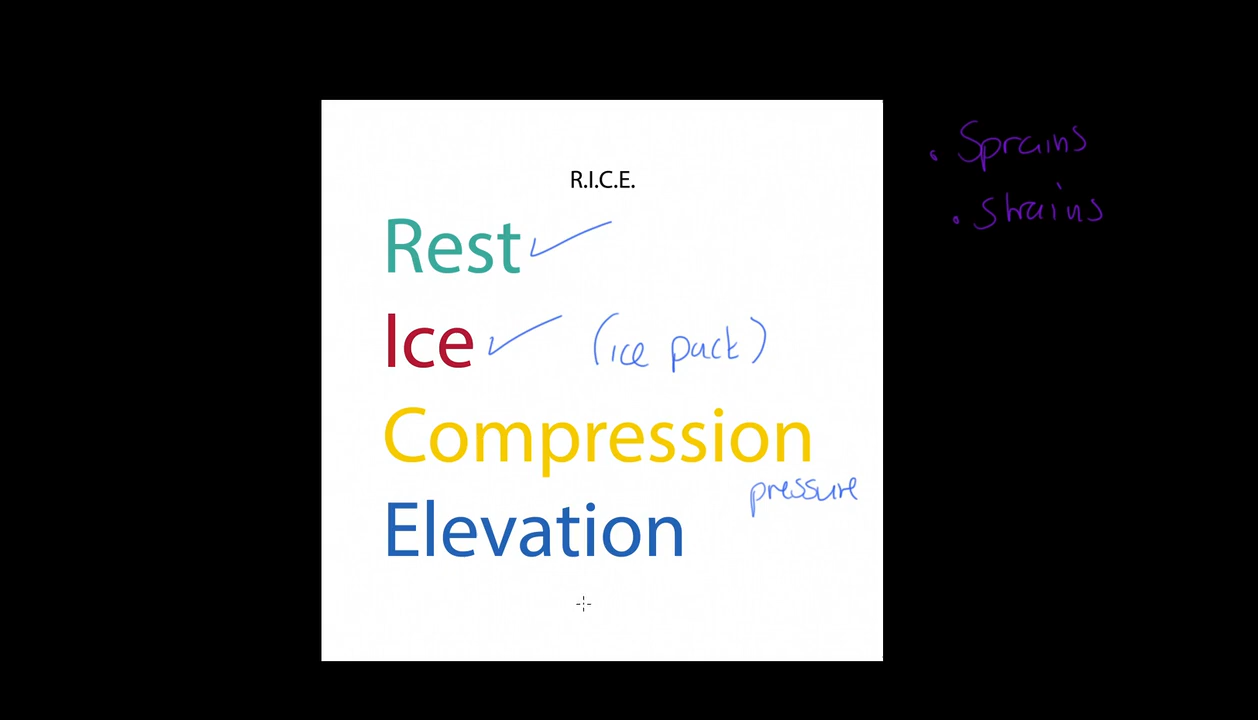 R.I.C.E.
Rest
Ice (ice pack)
Compression
pressure
Elevation
• Sprains
• Strains